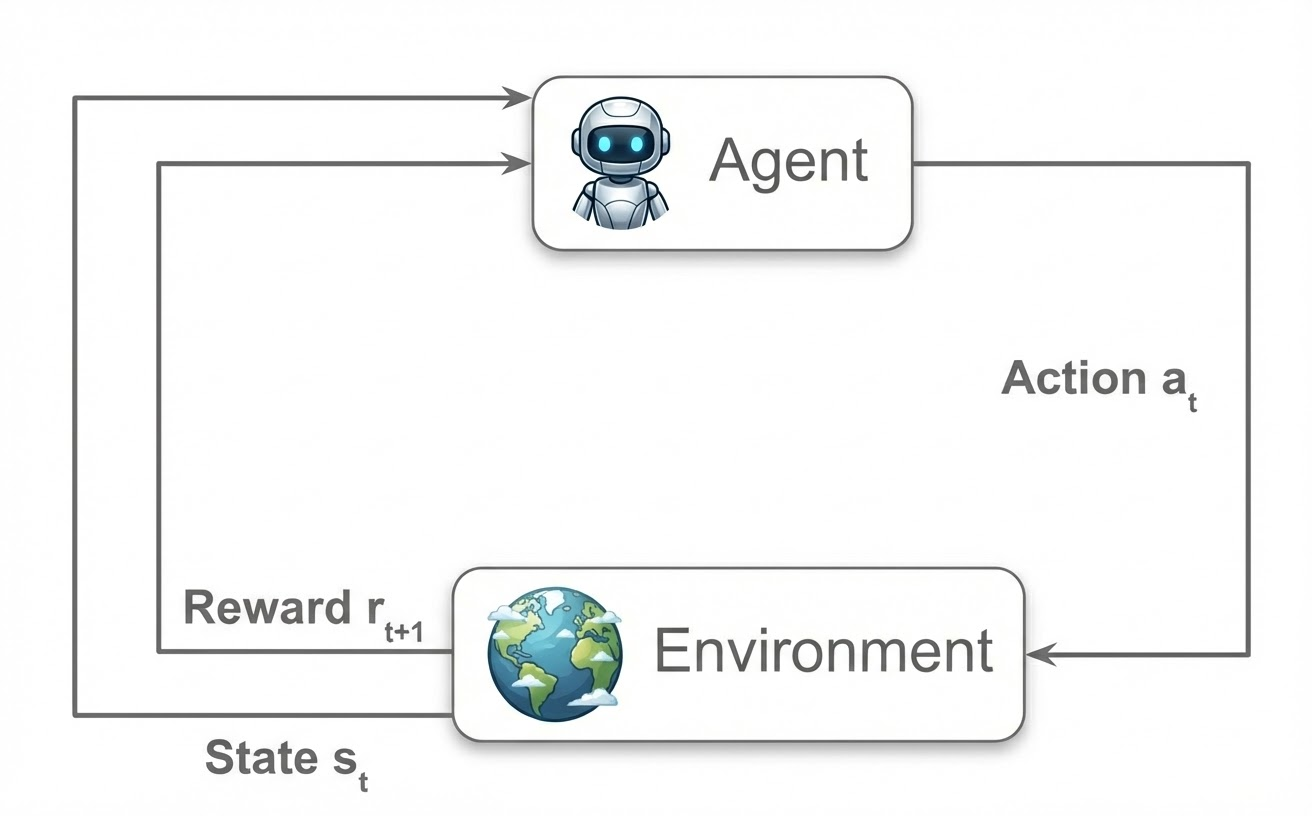 Agent
Action a_t
Reward r_t+1
Environment
State s_t